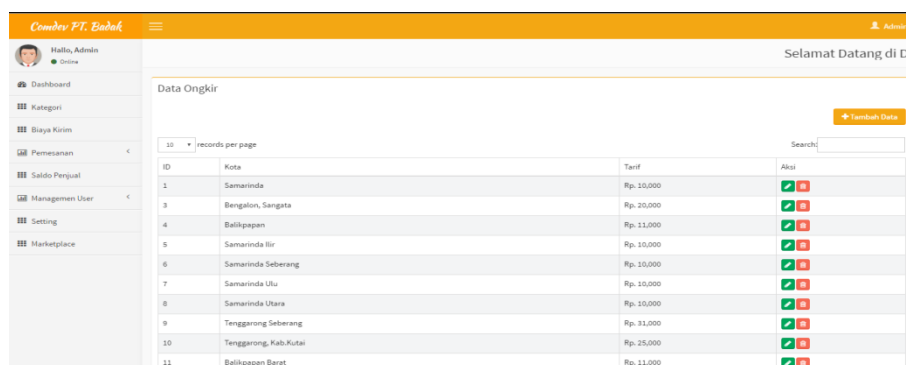 Comdev PT. Badak
Admin
Hallo, Admin
Online
Selamat Datang di D
Dashboard
Kategori
Biaya Kirim
Pemesanan
Saldo Penjual
Managemen User
Setting
Marketplace
Data Ongkir
+Tambah Data
10 records per page
Search:
ID Kota Tarif Aksi
1 Samarinda Rp. 10,000
3 Bengalon, Sangata Rp. 20,000
4 Balikpapan Rp. 11,000
5 Samarinda Ilir Rp. 10,000
6 Samarinda Seberang Rp. 10,000
7 Samarinda Ulu Rp. 10,000
8 Samarinda Utara Rp. 10,000
9 Tenggarong Seberang Rp. 31,000
10 Tenggarong, Kab.Kutai Rp. 25,000
11 Balikpapan Barat Rp. 11,000